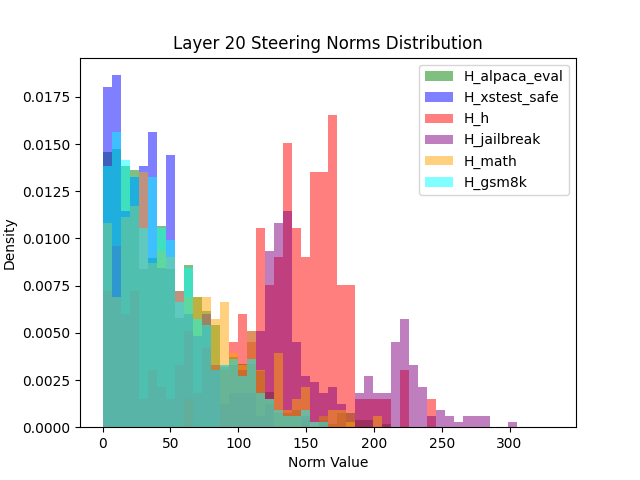 Layer 20 Steering Norms Distribution
H_alpaca_eval
H_xstest_safe
H_h
H_jailbreak
H_math
H_gsm8k
Density
0.0175
0.0150
0.0125
0.0100
0.0075
0.0050
0.0025
0.0000
0 50 100 150 200 250 300
Norm Value